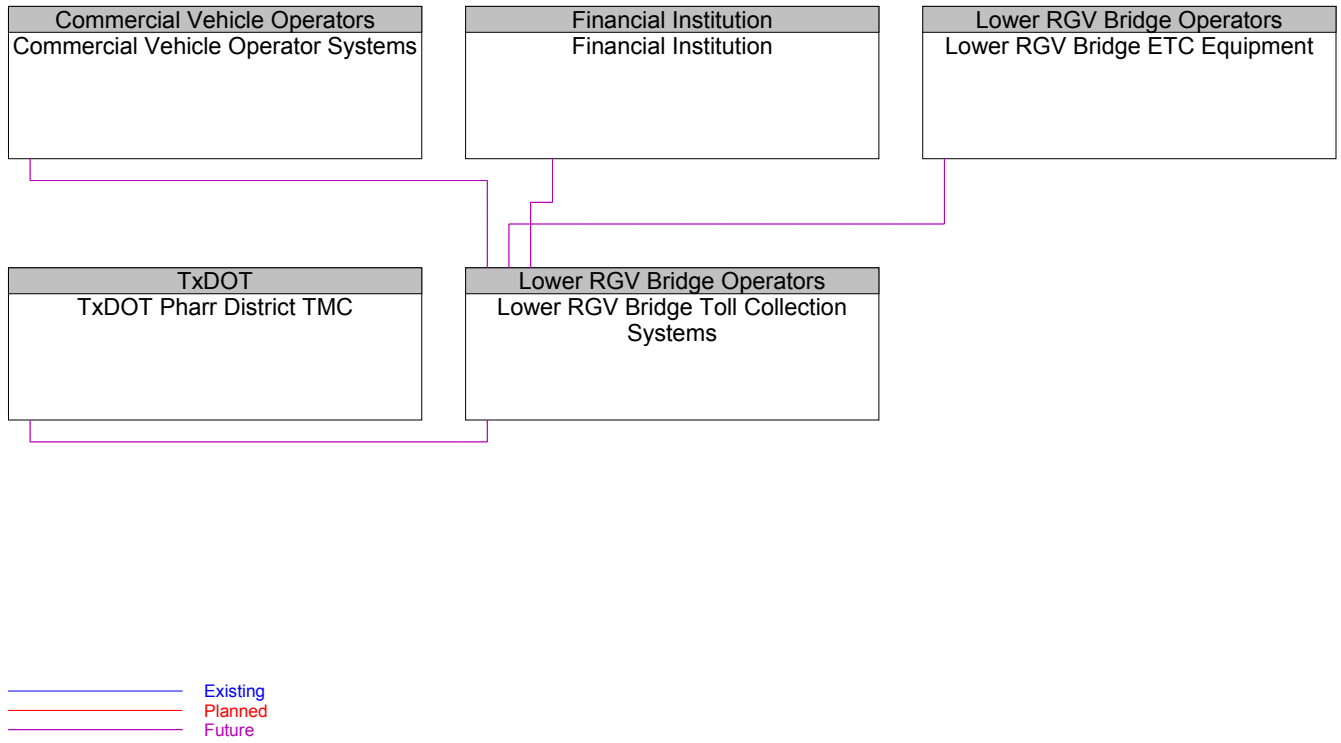 Commercial Vehicle Operators
Commercial Vehicle Operator Systems
Financial Institution
Financial Institution
Lower RGV Bridge Operators
Lower RGV Bridge ETC Equipment
TxDOT
TxDOT Pharr District TMC
Lower RGV Bridge Operators
Lower RGV Bridge Toll Collection
Systems
Existing
Planned
Future